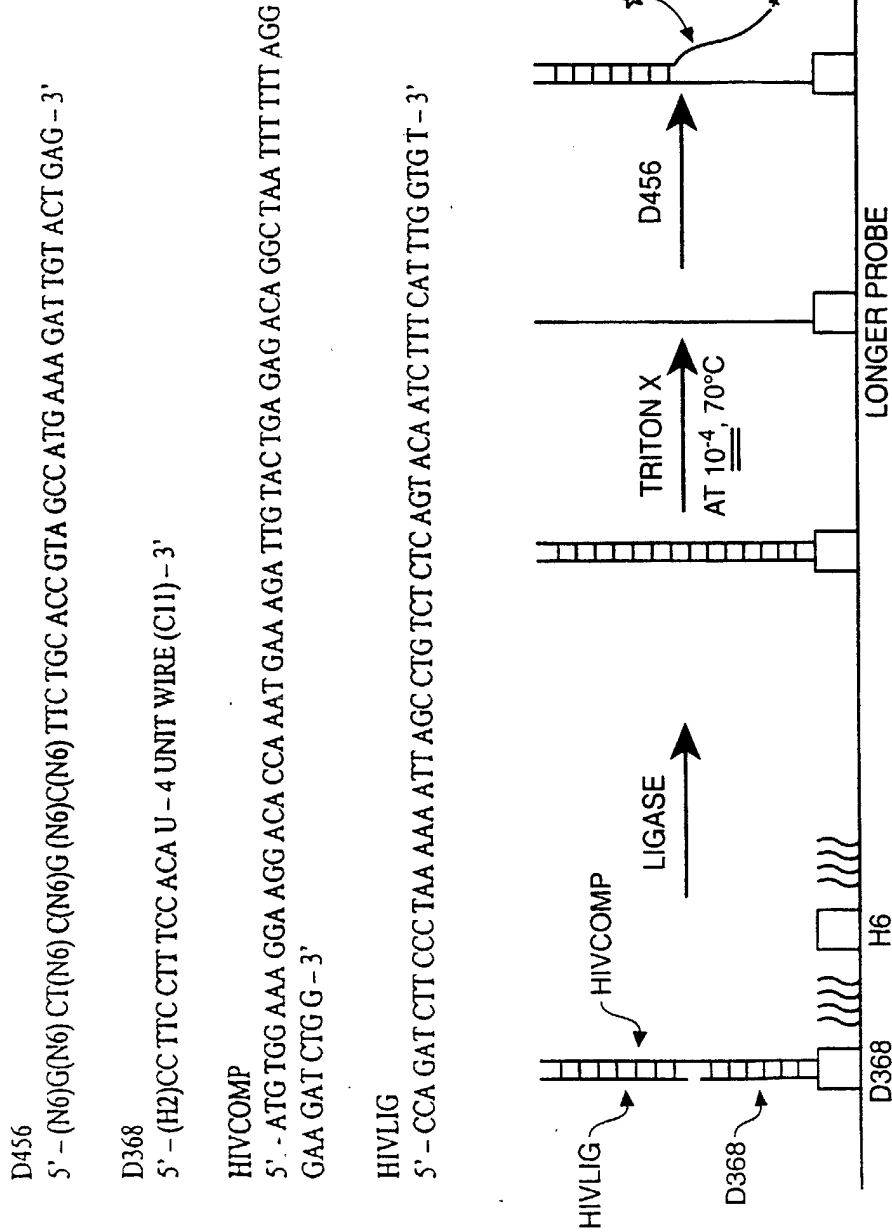 D456
5' – (N6)G(N6) CT(N6) C(N6)G (N6)C(N6) TTC TGC ACC GTA GCC ATG AAA GAT TGT ACT GAG – 3'
D368
5' – (H2)CC TTC CTT TCC ACA U – 4 UNIT WIRE (C11) – 3'
HIVCOMP
5' - ATG TGG AAA GGA AGG ACA CCA AAT GAA AGA TTG TAC TGA GAG ACA GGC TAA TTT TTT AGG
GAA GAT CTG G – 3'
HIVLIG
5' – CCA GAT CTT CCC TAA AAA ATT AGC CTG TCT CTC AGT ACA ATC TTT CAT TTG GTG T – 3'
HIVLIG
HIVCOMP
D368
D368
H6
LIGASE
TRITON X
AT 10-4, 70°C
D456
LONGER PROBE